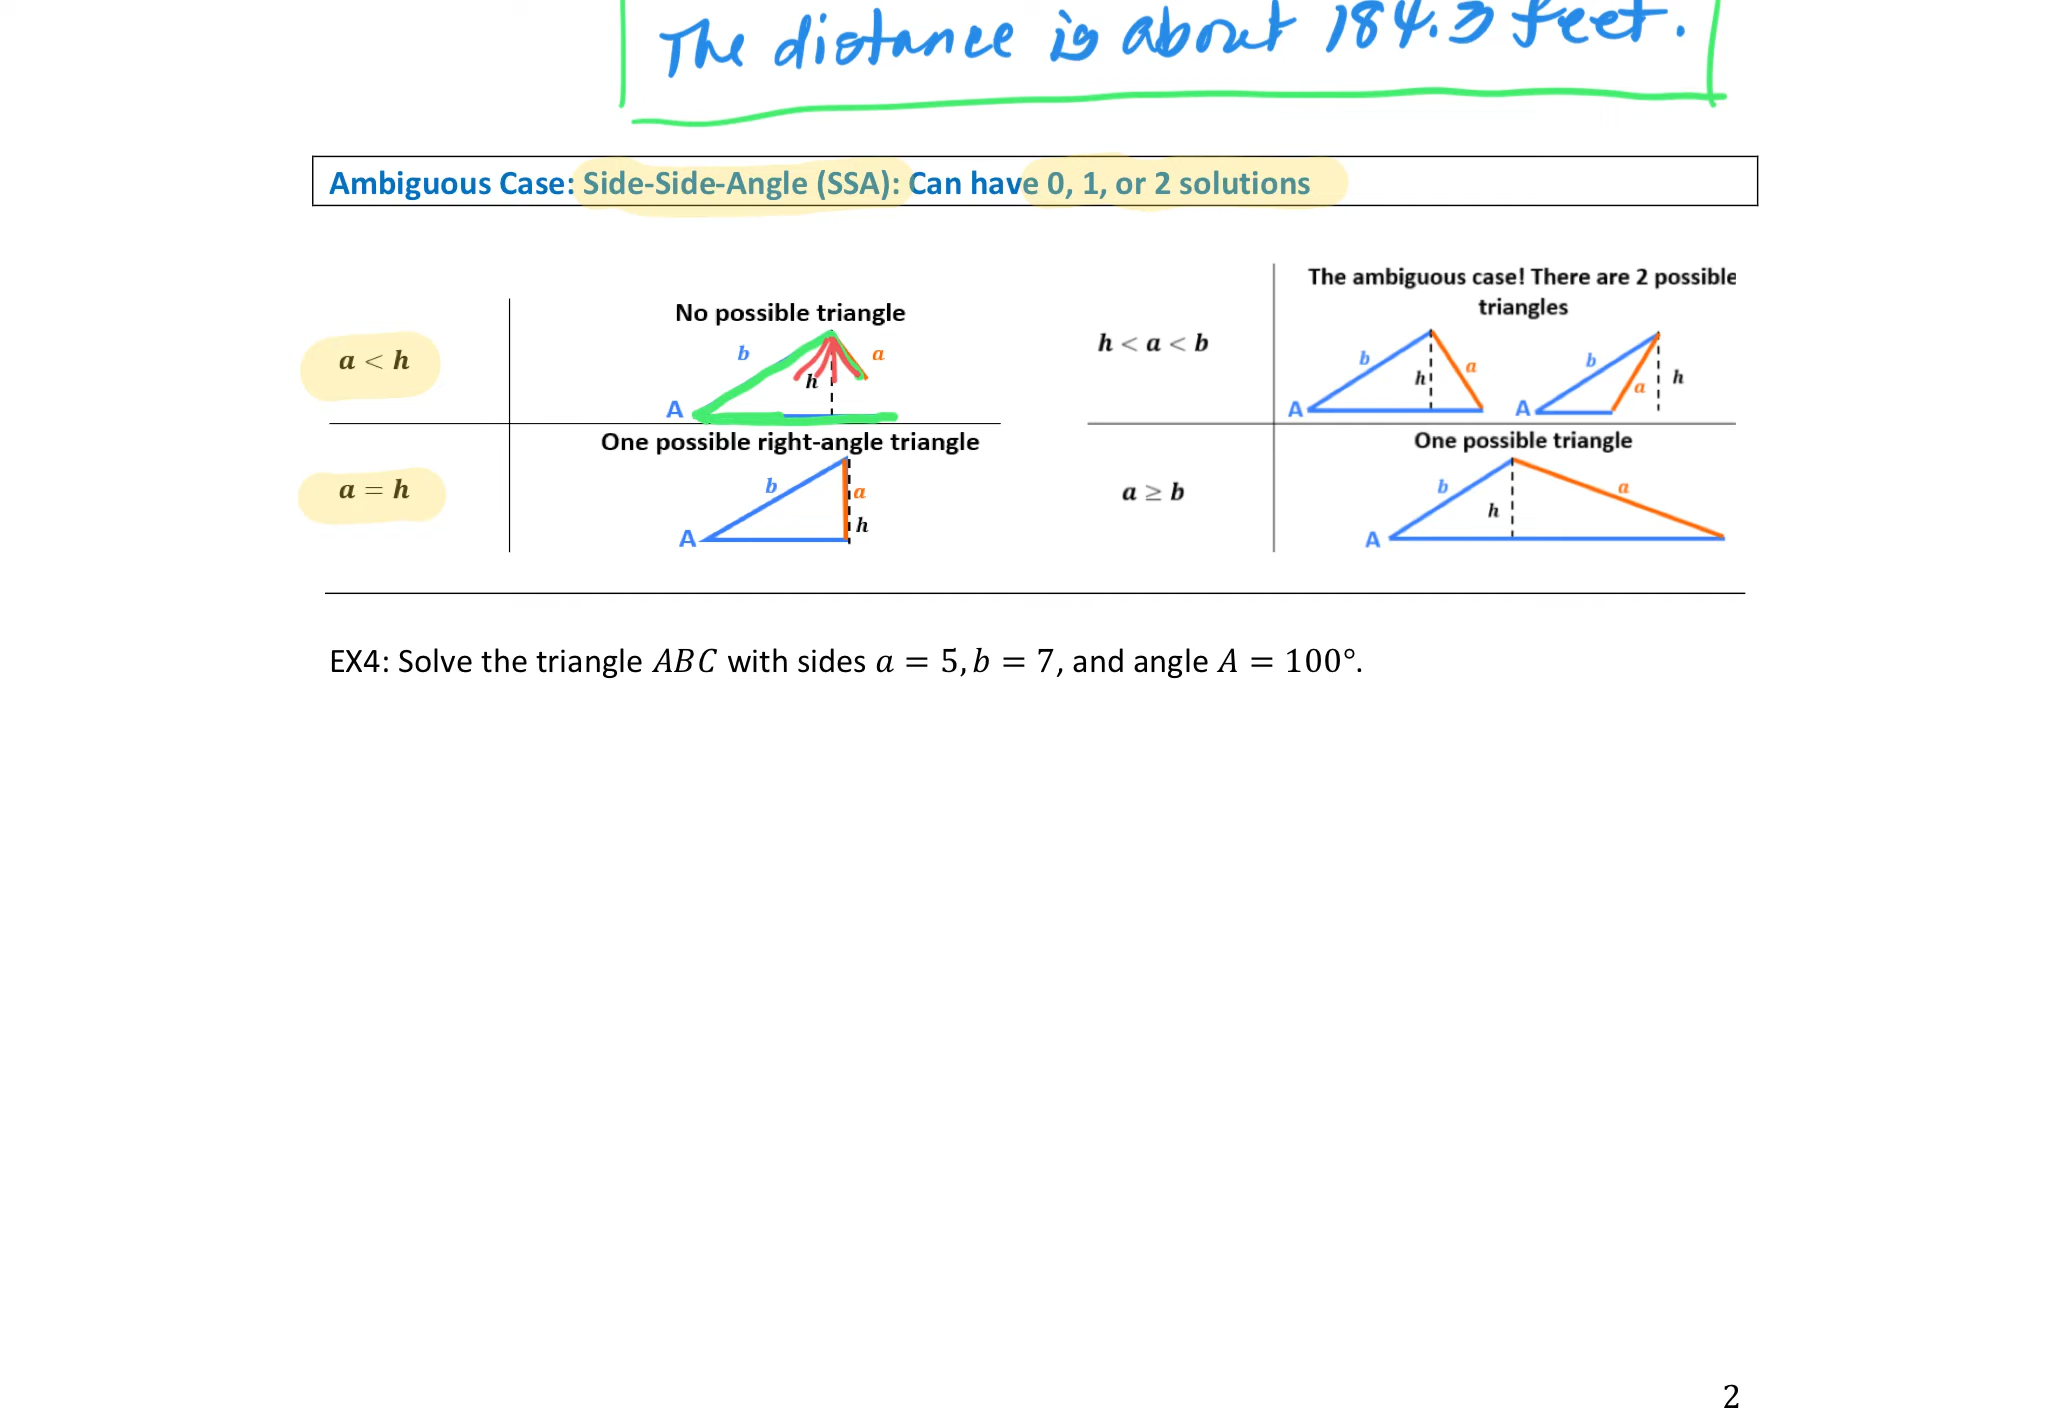 The distance is about 184.3 feet.
Ambiguous Case: Side-Side-Angle (SSA): Can have 0, 1, or 2 solutions
a < h
No possible triangle
b
a
h
A
a = h
One possible right-angle triangle
b
a
h
A
h < a < b
The ambiguous case! There are 2 possible
triangles
b
h
a
A
b
a
h
A
a ≥ b
One possible triangle
b
h
a
A
EX4: Solve the triangle ABC with sides a = 5, b = 7, and angle A = 100°.
2